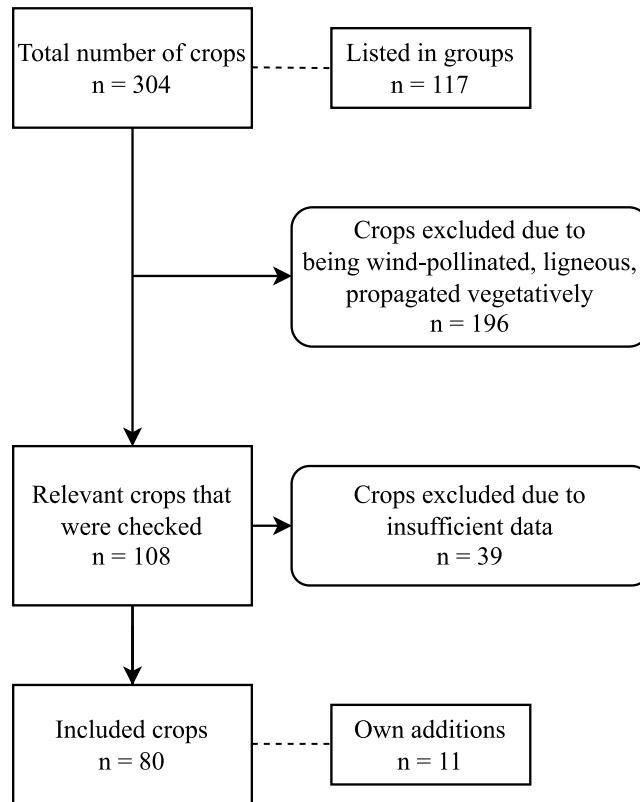 Total number of crops
n = 304
Listed in groups
n = 117
Crops excluded due to
being wind-pollinated, ligneous,
propagated vegetatively
n = 196
Relevant crops that
were checked
n = 108
Crops excluded due to
insufficient data
n = 39
Included crops
n = 80
Own additions
n = 11